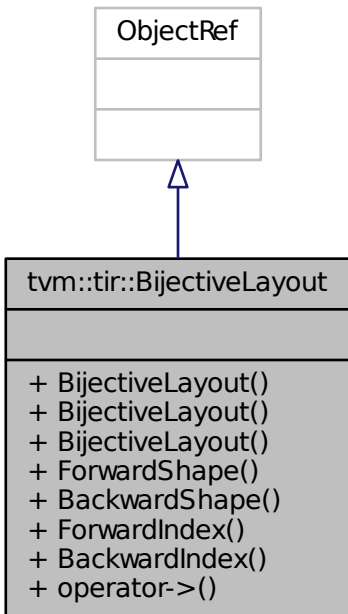 ObjectRef
tvm::tir::BijectiveLayout
+ BijectiveLayout()
+ BijectiveLayout()
+ BijectiveLayout()
+ ForwardShape()
+ BackwardShape()
+ ForwardIndex()
+ BackwardIndex()
+ operator->()